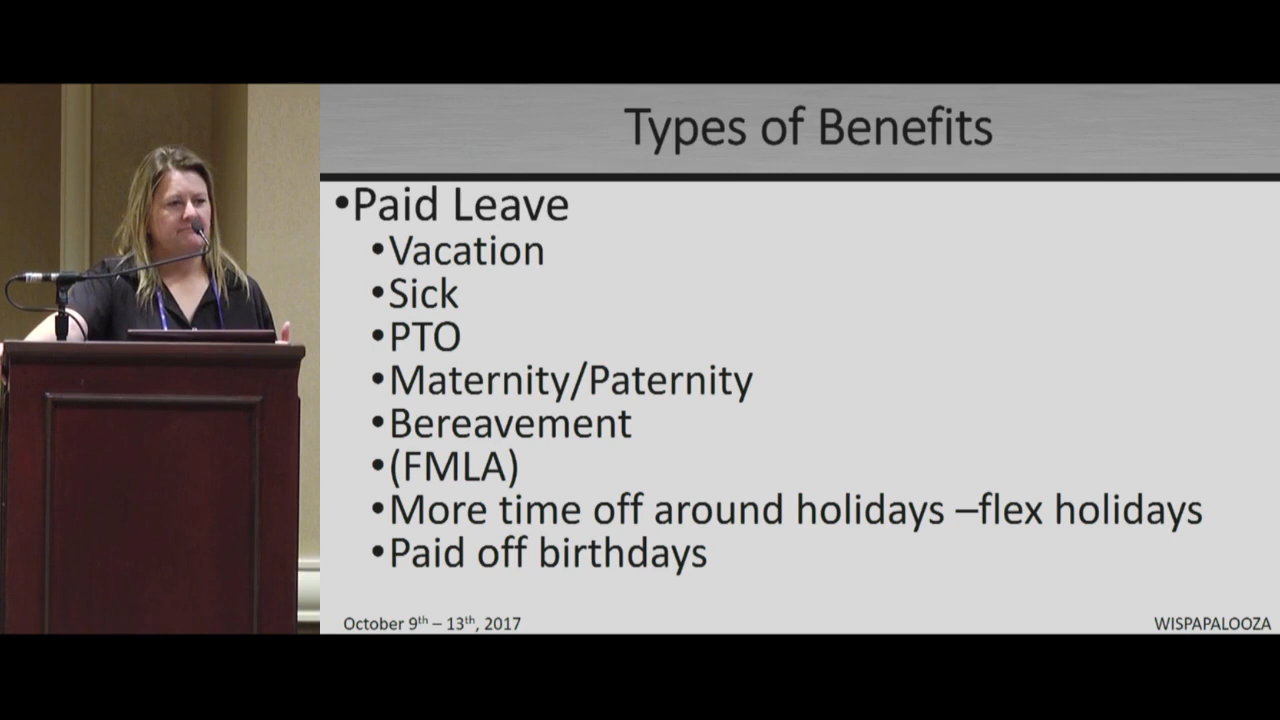 Types of Benefits
•Paid Leave
•Vacation
•Sick
•PTO
•Maternity/Paternity
•Bereavement
•(FMLA)
•More time off around holidays –flex holidays
•Paid off birthdays
October 9th – 13th, 2017
WISPAPALOOZA